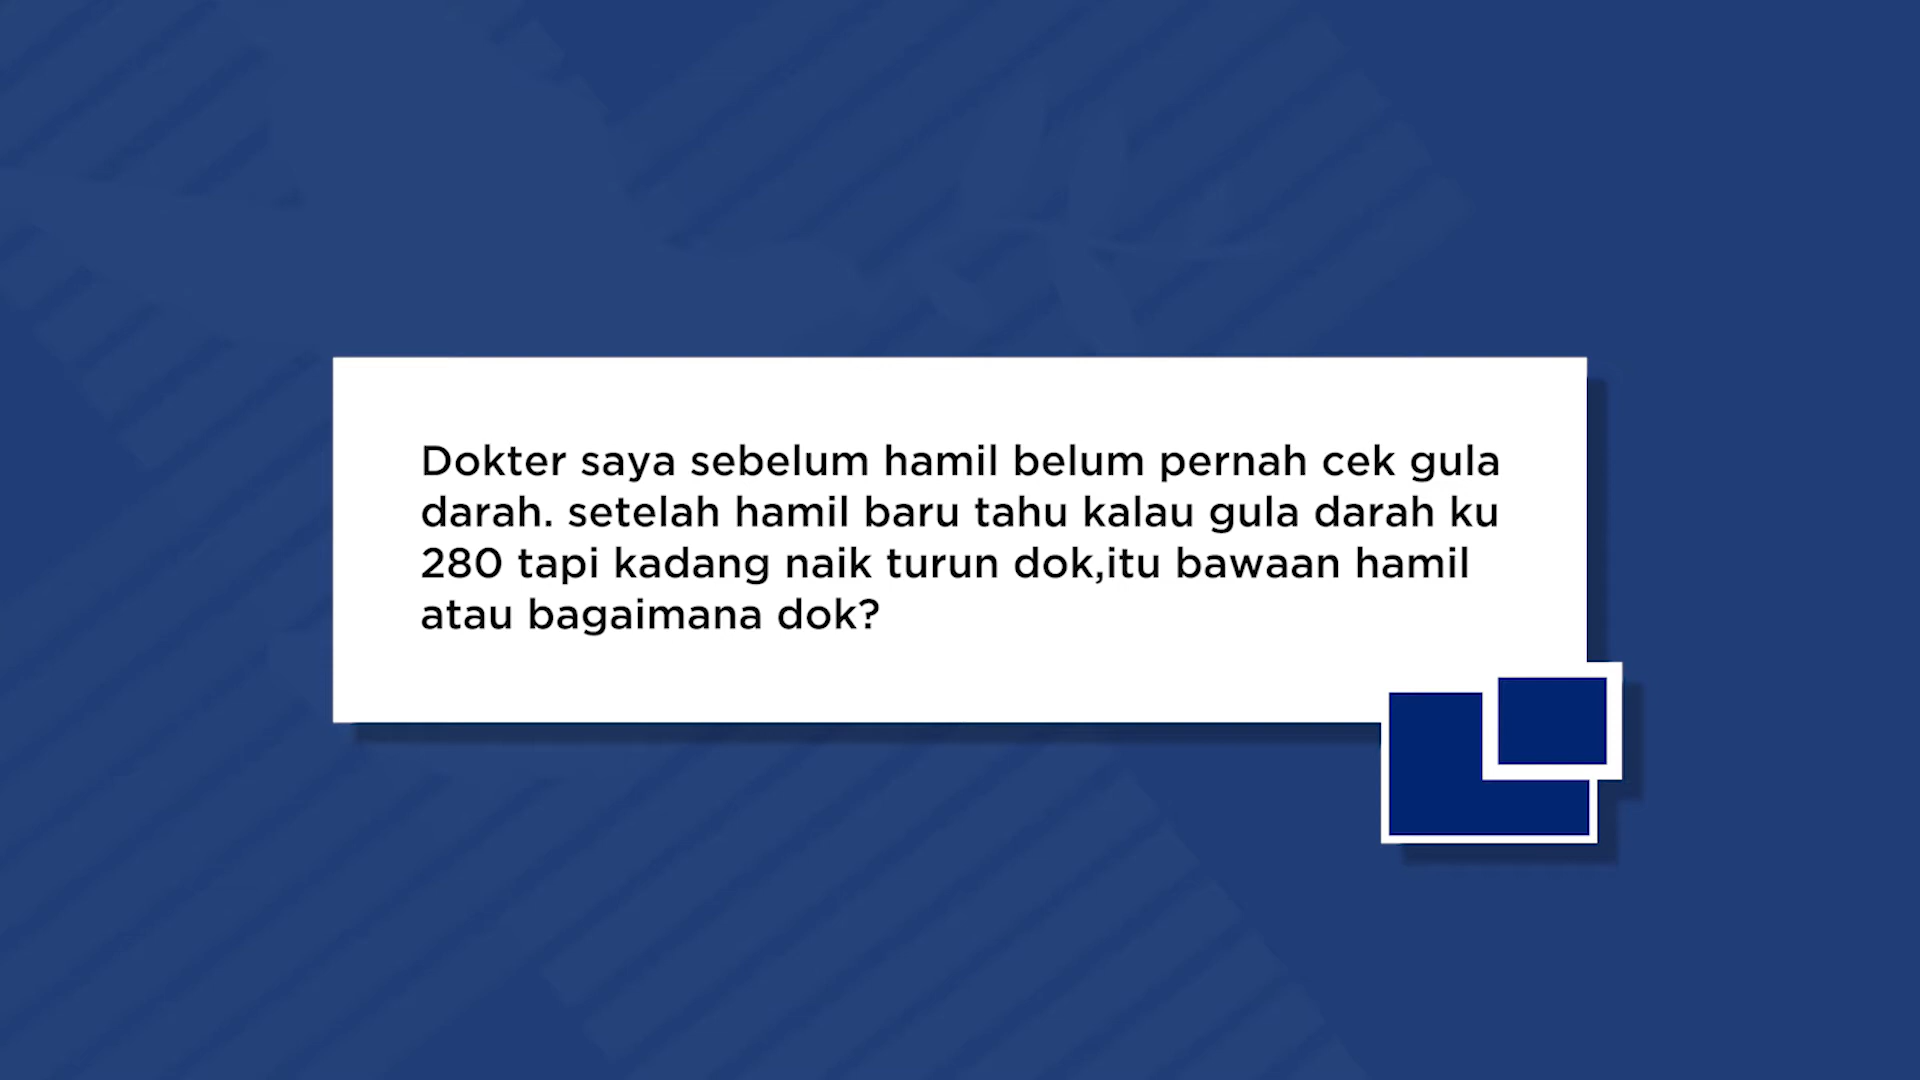 Dokter saya sebelum hamil belum pernah cek gula
darah. setelah hamil baru tahu kalau gula darah ku
280 tapi kadang naik turun dok,itu bawaan hamil
atau bagaimana dok?